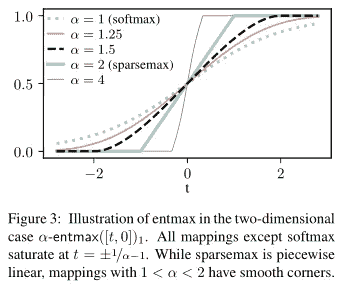 1.0
α = 1 (softmax)
α = 1.25
α = 1.5
0.5
α = 2 (sparsemax)
α = 4
0.0
−2 0 2
t
Figure 3: Illustration of entmax in the two-dimensional
case α-entmax([t, 0])₁. All mappings except softmax
saturate at t = ±¹/α−1. While sparsemax is piecewise
linear, mappings with 1 < α < 2 have smooth corners.